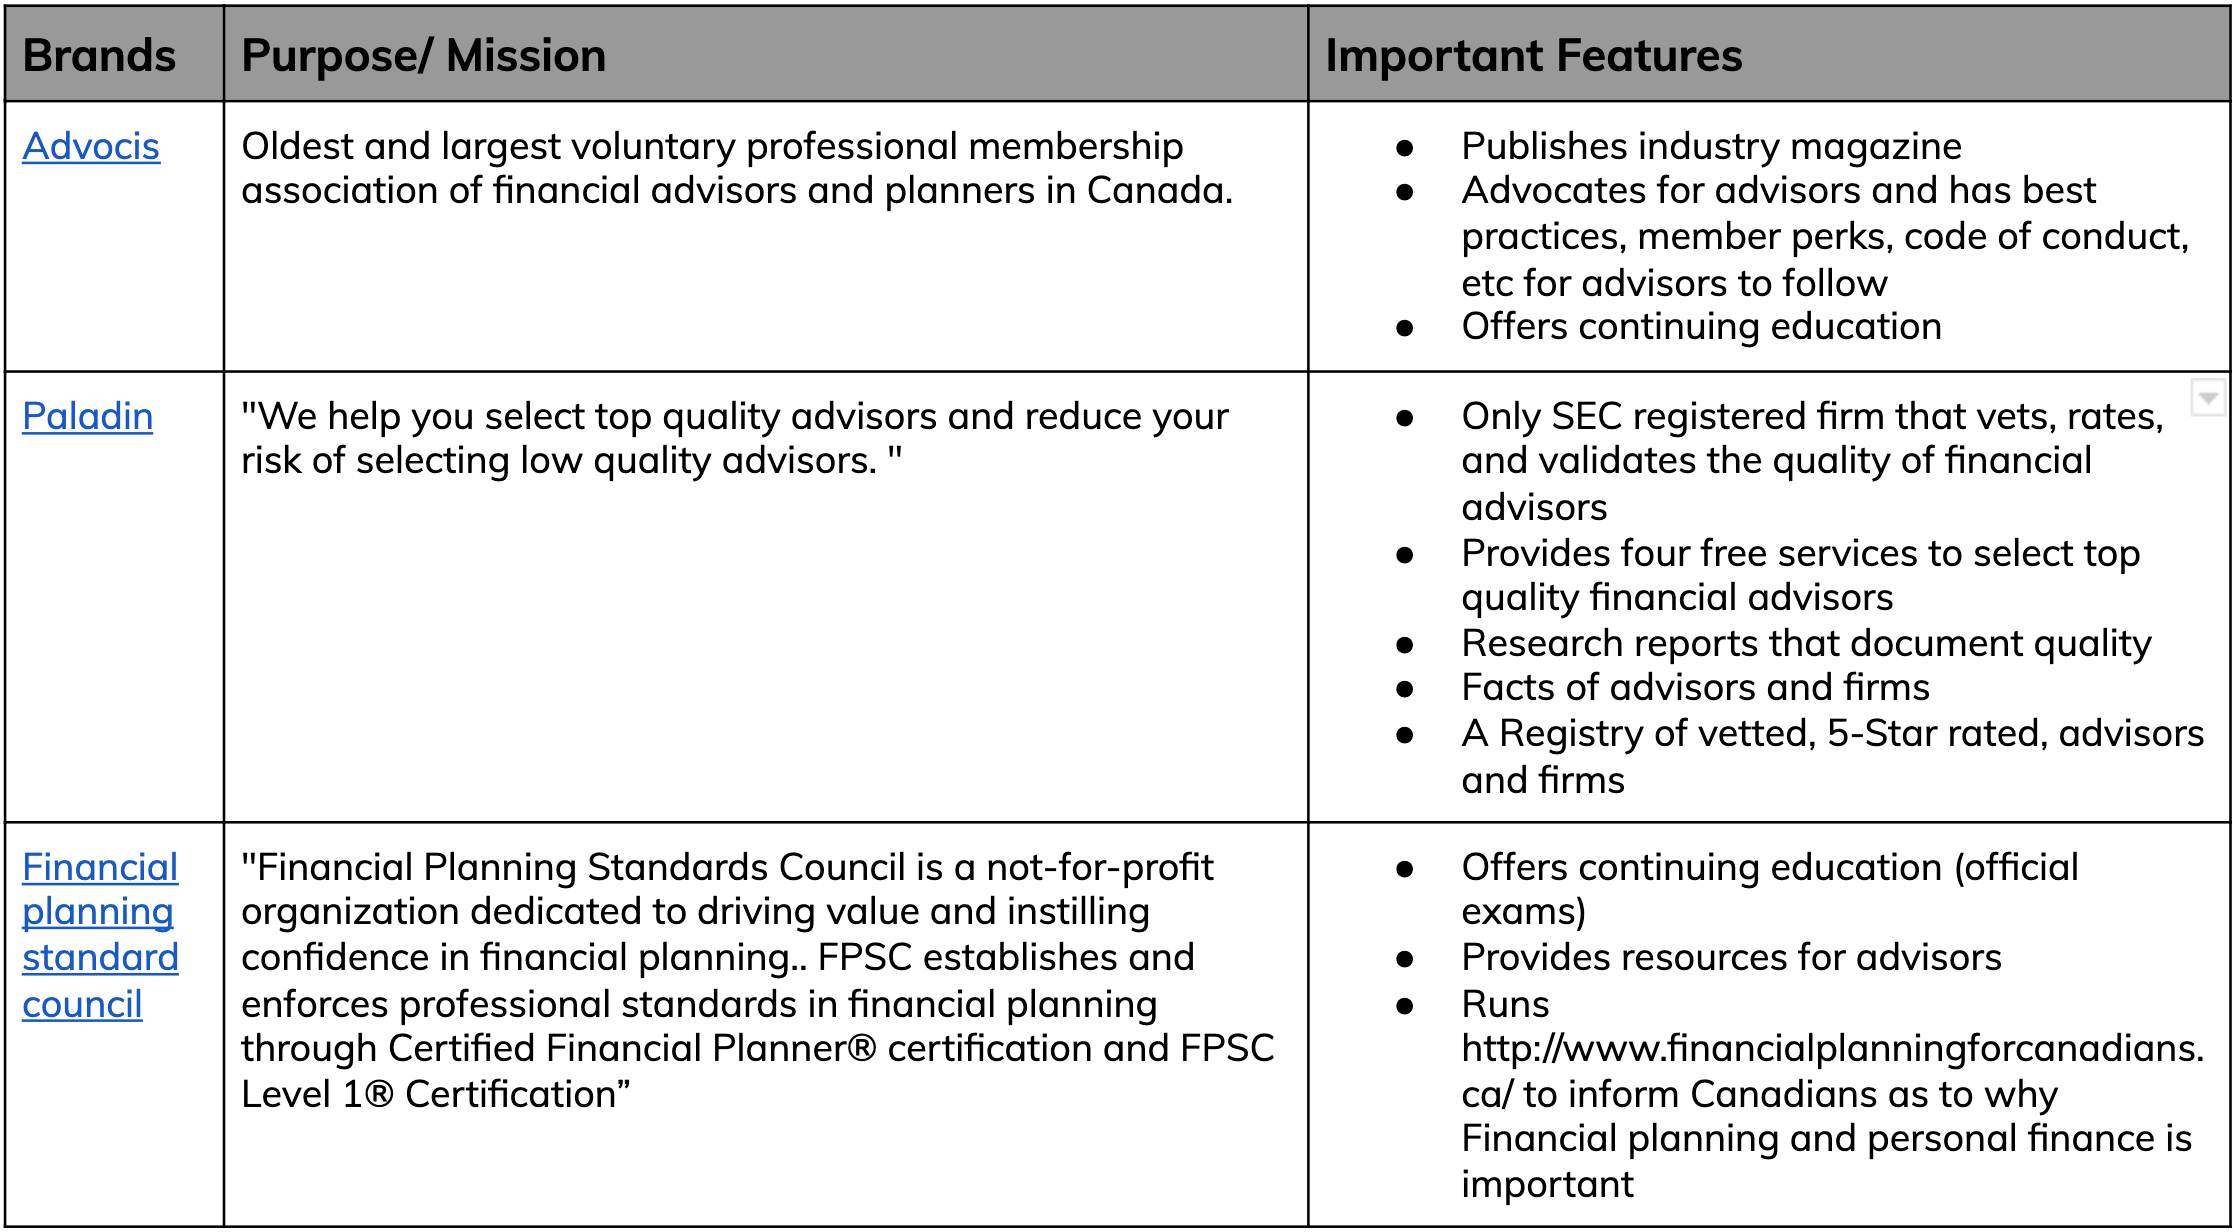 Brands
Purpose/ Mission
Important Features
Advocis
Oldest and largest voluntary professional membership
association of financial advisors and planners in Canada.
● Publishes industry magazine
● Advocates for advisors and has best
practices, member perks, code of conduct,
etc for advisors to follow
● Offers continuing education
Paladin
"We help you select top quality advisors and reduce your
risk of selecting low quality advisors. "
● Only SEC registered firm that vets, rates,
and validates the quality of financial
advisors
● Provides four free services to select top
quality financial advisors
● Research reports that document quality
● Facts of advisors and firms
● A Registry of vetted, 5-Star rated, advisors
and firms
Financial
planning
standard
council
"Financial Planning Standards Council is a not-for-profit
organization dedicated to driving value and instilling
confidence in financial planning.. FPSC establishes and
enforces professional standards in financial planning
through Certified Financial Planner® certification and FPSC
Level 1® Certification”
● Offers continuing education (official
exams)
● Provides resources for advisors
● Runs
http://www.financialplanningforcanadians.
ca/ to inform Canadians as to why
Financial planning and personal finance is
important